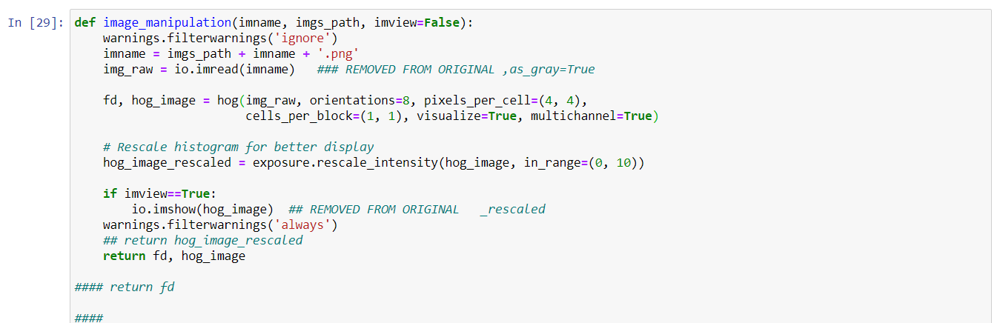 In [29]: def image_manipulation(imname, imgs_path, imview=False):
    warnings.filterwarnings('ignore')
    imname = imgs_path + imname + '.png'
    img_raw = io.imread(imname)   ### REMOVED FROM ORIGINAL ,as_gray=True
    fd, hog_image = hog(img_raw, orientations=8, pixels_per_cell=(4, 4),
                        cells_per_block=(1, 1), visualize=True, multichannel=True)
    # Rescale histogram for better display
    hog_image_rescaled = exposure.rescale_intensity(hog_image, in_range=(0, 10))
    if imview==True:
        io.imshow(hog_image)  ## REMOVED FROM ORIGINAL   _rescaled
    warnings.filterwarnings('always')
    ## return hog_image_rescaled
    return fd, hog_image
#### return fd
####